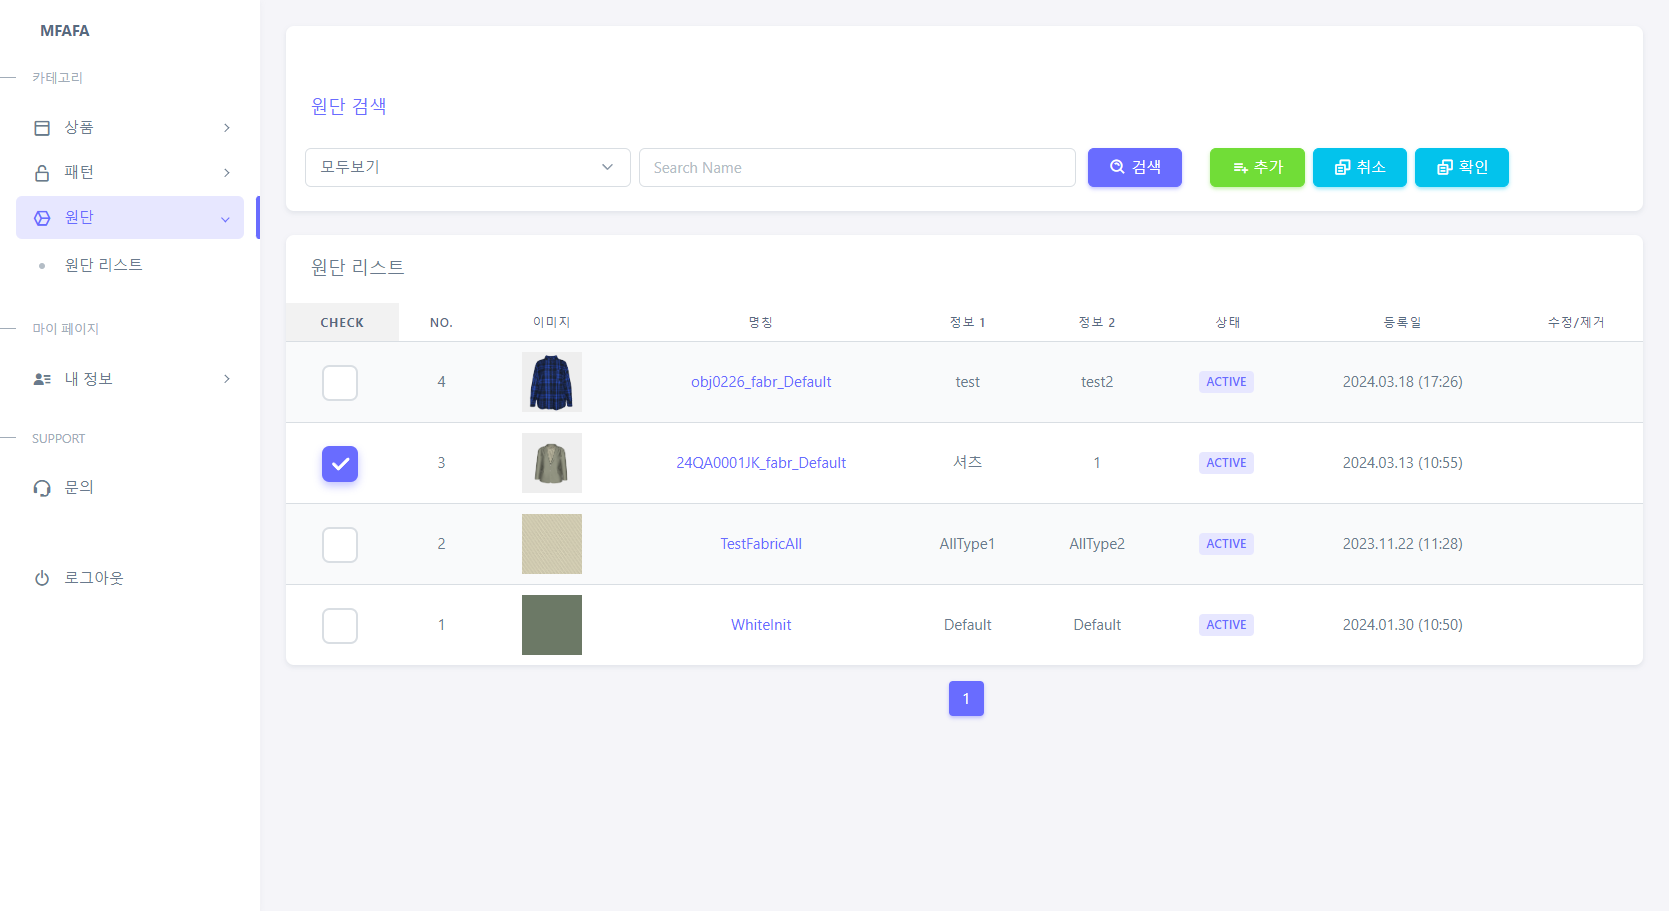 MFAFA
카테고리
상품
패턴
원단
원단 리스트
마이 페이지
내 정보
SUPPORT
문의
로그아웃
원단 검색
모두보기 Search Name 검색 추가 취소 확인
원단 리스트
CHECK NO. 이미지 명칭 정보 1 정보 2 상태 등록일 수정/제거
4 obj0226_fabr_Default test test2 ACTIVE 2024.03.18 (17:26)
3 24QA0001JK_fabr_Default 셔츠 1 ACTIVE 2024.03.13 (10:55)
2 TestFabricAll AllType1 AllType2 ACTIVE 2023.11.22 (11:28)
1 WhiteInit Default Default ACTIVE 2024.01.30 (10:50)
1